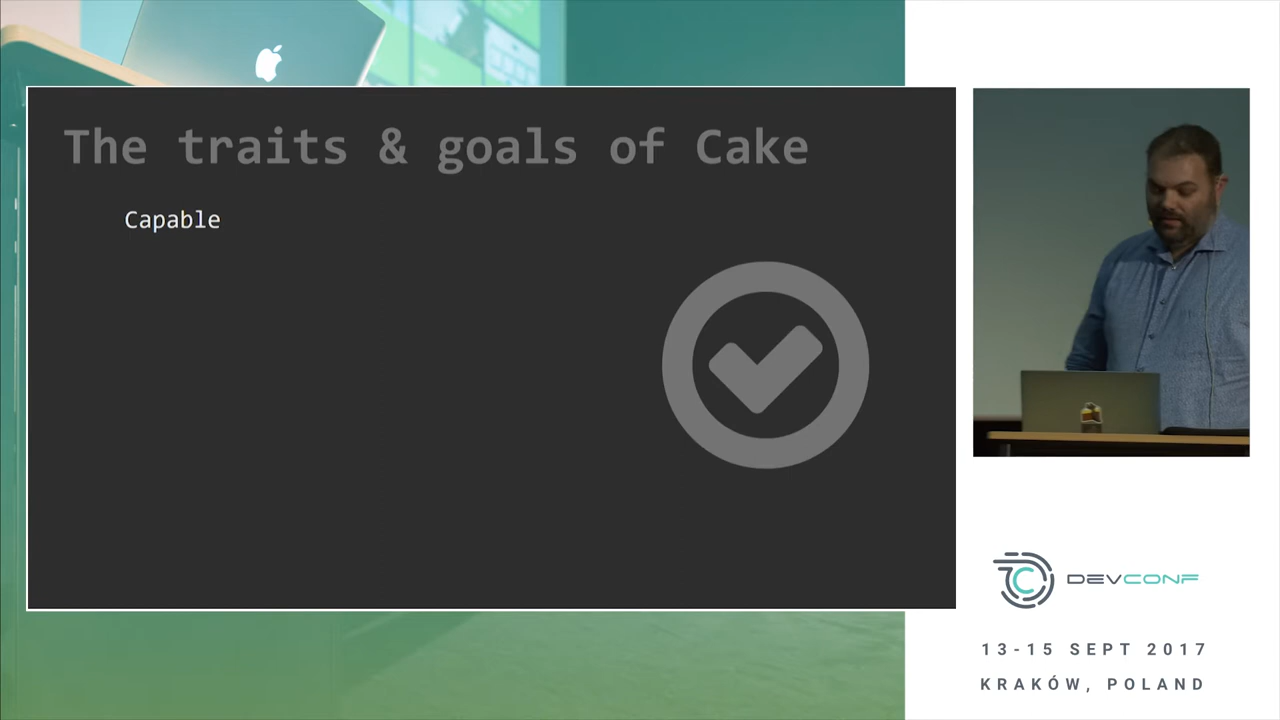 The traits & goals of Cake
Capable
DEVCONF
13-15 SEPT 2017
KRAKÓW, POLAND